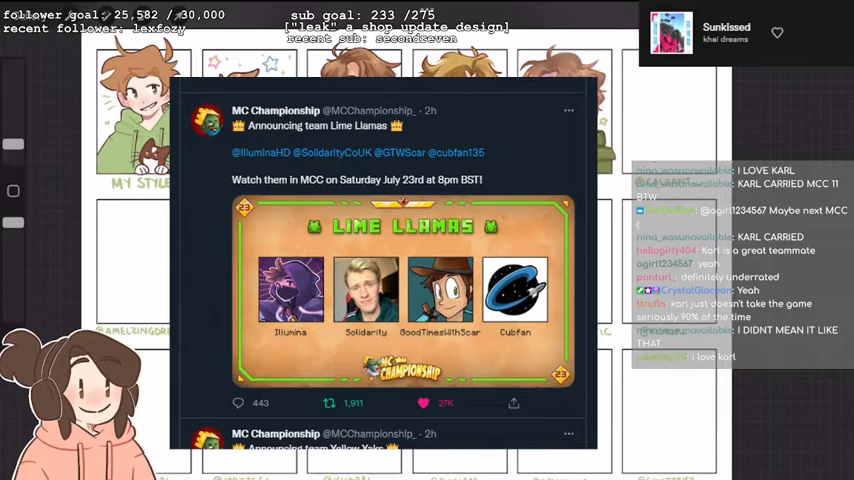 follower goal: 25,582 / 30,000
sub goal: 233 /275
recent follower: lexfozy
["leak" a shop update design]
recent sub: secondreven
Sunkissed
khai dreams
MY STYLE
MC Championship @MCChampionship_ · 2h
Announcing team Lime Llamas
@IlluminaHD @SolidarityCoUK @GTWScar @cubfan135
Watch them in MCC on Saturday July 23rd at 8pm BST!
23
LIME LLAMAS
Illumina
Solidarity
GoodTimesWithScar
Cubfan
MC CHAMPIONSHIP
23
443
1,911
27K
MC Championship @MCChampionship_ · 2h
Announcing team Yellow Yaks
nina_wasunavailable: I LOVE KARL
nina_wasunavailable: KARL CARRIED MCC 11
BTW
: @agirl1234567 Maybe next MCC
(:
nina_wasunavailable: KARL CARRIED
hellogirly404: Karl is a great teammate
agirl1234567: yeah
panturl: definitely underrated
CrystalGlaceon: Yeah
ttrufla: karl just doesn't take the game
seriously 90% of the time
nina_wasunavailable: I DIDNT MEAN IT LIKE
THAT
: i love karl